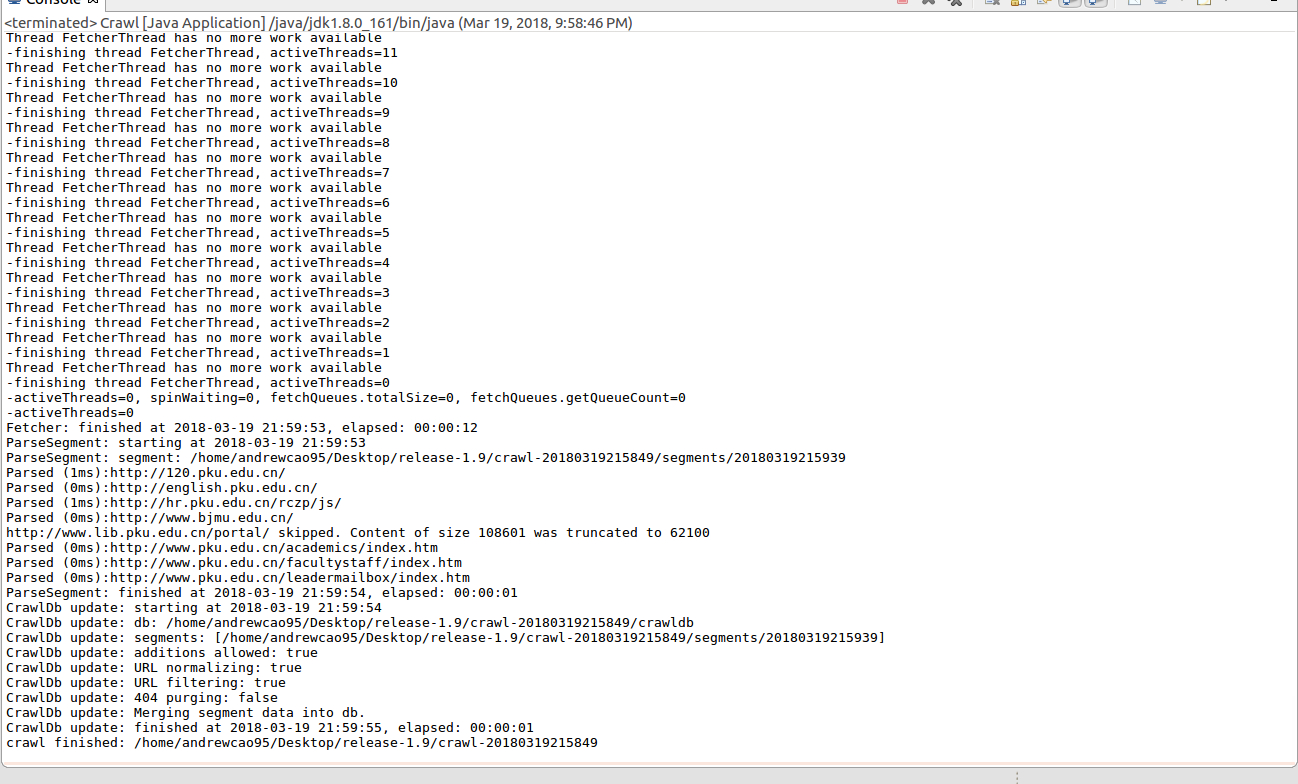 Console
<terminated> Crawl [Java Application] /java/jdk1.8.0_161/bin/java (Mar 19, 2018, 9:58:46 PM)
Thread FetcherThread has no more work available
-finishing thread FetcherThread, activeThreads=11
Thread FetcherThread has no more work available
-finishing thread FetcherThread, activeThreads=10
Thread FetcherThread has no more work available
-finishing thread FetcherThread, activeThreads=9
Thread FetcherThread has no more work available
-finishing thread FetcherThread, activeThreads=8
Thread FetcherThread has no more work available
-finishing thread FetcherThread, activeThreads=7
Thread FetcherThread has no more work available
-finishing thread FetcherThread, activeThreads=6
Thread FetcherThread has no more work available
-finishing thread FetcherThread, activeThreads=5
Thread FetcherThread has no more work available
-finishing thread FetcherThread, activeThreads=4
Thread FetcherThread has no more work available
-finishing thread FetcherThread, activeThreads=3
Thread FetcherThread has no more work available
-finishing thread FetcherThread, activeThreads=2
Thread FetcherThread has no more work available
-finishing thread FetcherThread, activeThreads=1
Thread FetcherThread has no more work available
-finishing thread FetcherThread, activeThreads=0
-activeThreads=0, spinWaiting=0, fetchQueues.totalSize=0, fetchQueues.getQueueCount=0
-activeThreads=0
Fetcher: finished at 2018-03-19 21:59:53, elapsed: 00:00:12
ParseSegment: starting at 2018-03-19 21:59:53
ParseSegment: segment: /home/andrewcao95/Desktop/release-1.9/crawl-20180319215849/segments/20180319215939
Parsed (1ms):http://120.pku.edu.cn/
Parsed (0ms):http://english.pku.edu.cn/
Parsed (1ms):http://hr.pku.edu.cn/rczp/js/
Parsed (0ms):http://www.bjmu.edu.cn/
http://www.lib.pku.edu.cn/portal/ skipped. Content of size 108601 was truncated to 62100
Parsed (0ms):http://www.pku.edu.cn/academics/index.htm
Parsed (0ms):http://www.pku.edu.cn/facultystaff/index.htm
Parsed (0ms):http://www.pku.edu.cn/leadermailbox/index.htm
ParseSegment: finished at 2018-03-19 21:59:54, elapsed: 00:00:01
CrawlDb update: starting at 2018-03-19 21:59:54
CrawlDb update: db: /home/andrewcao95/Desktop/release-1.9/crawl-20180319215849/crawldb
CrawlDb update: segments: [/home/andrewcao95/Desktop/release-1.9/crawl-20180319215849/segments/20180319215939]
CrawlDb update: additions allowed: true
CrawlDb update: URL normalizing: true
CrawlDb update: URL filtering: true
CrawlDb update: 404 purging: false
CrawlDb update: Merging segment data into db.
CrawlDb update: finished at 2018-03-19 21:59:55, elapsed: 00:00:01
crawl finished: /home/andrewcao95/Desktop/release-1.9/crawl-20180319215849